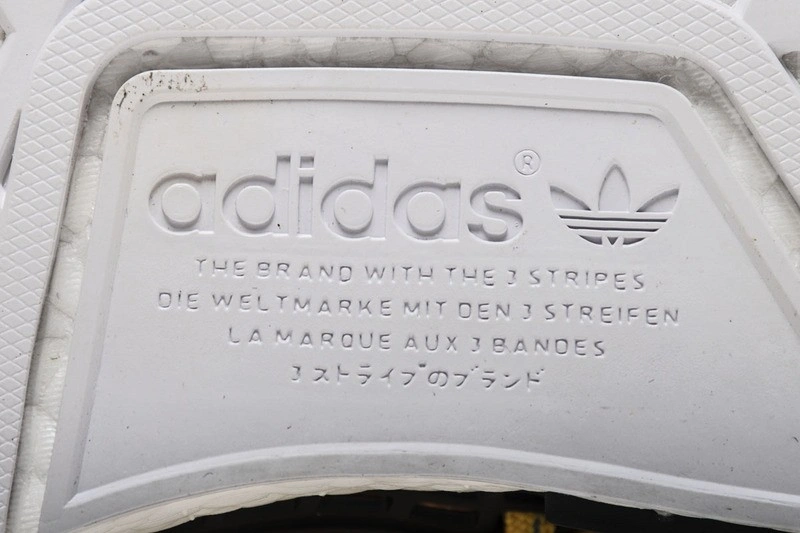 adidas®
THE BRAND WITH THE 3 STRIPES
DIE WELTMARKE MIT DEN 3 STREIFEN
LA MARQUE AUX 3 BANDES
3 ストライプのブランド